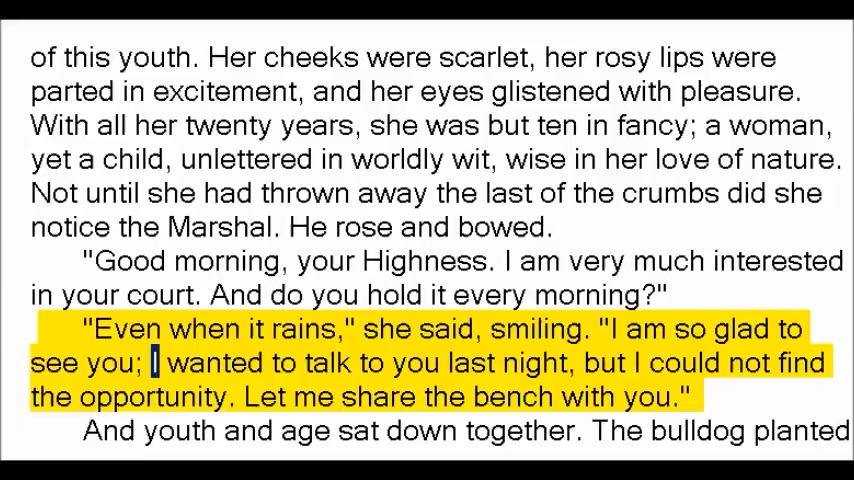 of this youth. Her cheeks were scarlet, her rosy lips were
parted in excitement, and her eyes glistened with pleasure.
With all her twenty years, she was but ten in fancy; a woman,
yet a child, unlettered in worldly wit, wise in her love of nature.
Not until she had thrown away the last of the crumbs did she
notice the Marshal. He rose and bowed.
"Good morning, your Highness. I am very much interested
in your court. And do you hold it every morning?"
"Even when it rains," she said, smiling. "I am so glad to
see you; I wanted to talk to you last night, but I could not find
the opportunity. Let me share the bench with you."
And youth and age sat down together. The bulldog planted